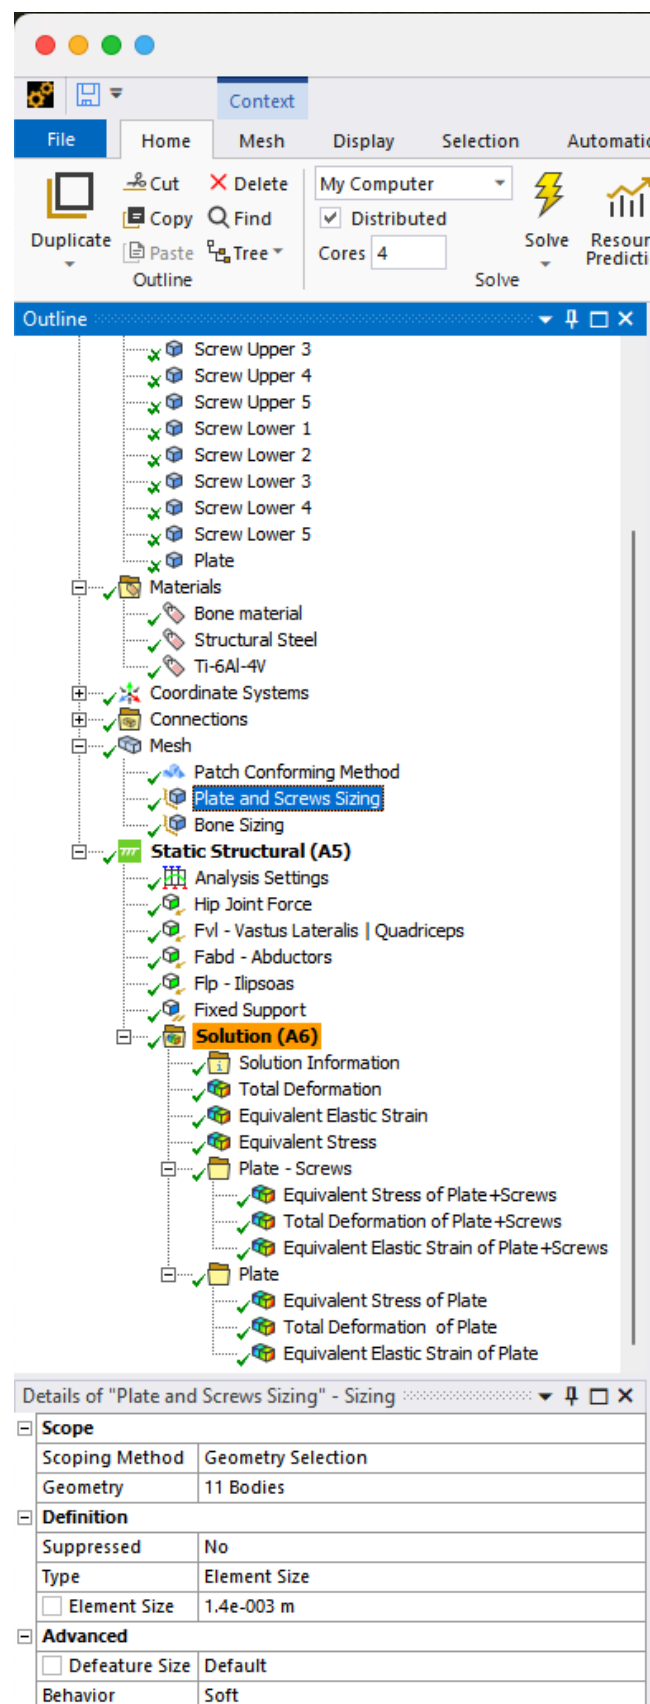 Context
File Home Mesh Display Selection Automatic
Cut Delete My Computer
Copy Find Distributed
Duplicate Paste Tree Cores 4 Solve Resour
Predicti
Outline Solve
Outline
Screw Upper 3
Screw Upper 4
Screw Upper 5
Screw Lower 1
Screw Lower 2
Screw Lower 3
Screw Lower 4
Screw Lower 5
Plate
Materials
Bone material
Structural Steel
Ti-6Al-4V
Coordinate Systems
Connections
Mesh
Patch Conforming Method
Plate and Screws Sizing
Bone Sizing
Static Structural (A5)
Analysis Settings
Hip Joint Force
Fvl - Vastus Lateralis | Quadriceps
Fabd - Abductors
Flp - Ilipsoas
Fixed Support
Solution (A6)
Solution Information
Total Deformation
Equivalent Elastic Strain
Equivalent Stress
Plate - Screws
Equivalent Stress of Plate+Screws
Total Deformation of Plate+Screws
Equivalent Elastic Strain of Plate+Screws
Plate
Equivalent Stress of Plate
Total Deformation of Plate
Equivalent Elastic Strain of Plate
Details of "Plate and Screws Sizing" - Sizing
Scope
Scoping Method Geometry Selection
Geometry 11 Bodies
Definition
Suppressed No
Type Element Size
Element Size 1.4e-003 m
Advanced
Defeature Size Default
Behavior Soft